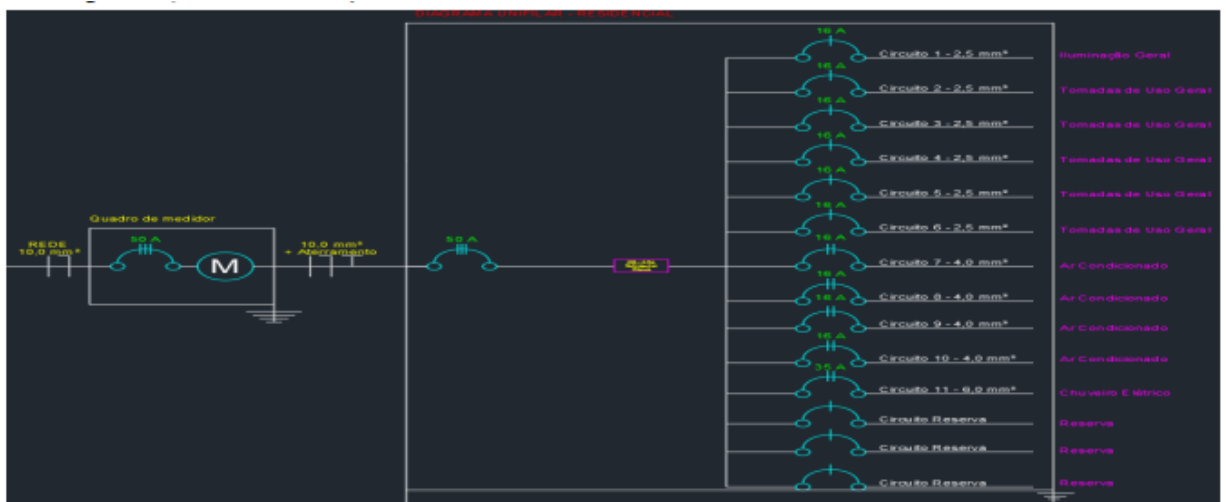 DIAGRAMA UNIFILAR - RESIDENCIAL
16 A
Circuito 1 - 2,5 mm²
Iluminação Geral
16 A
Circuito 2 - 2,5 mm²
Tomadas de Uso Geral
16 A
Circuito 3 - 2,5 mm²
Tomadas de Uso Geral
16 A
Circuito 4 - 2,5 mm²
Tomadas de Uso Geral
16 A
Circuito 5 - 2,5 mm²
Tomadas de Uso Geral
16 A
Circuito 6 - 2,5 mm²
Tomadas de Uso Geral
Quadro de medidor
REDE
10,0 mm²
50 A
M
10,0 mm²
+ Aterramento
50 A
16 A
Circuito 7 - 4,0 mm²
Ar Condicionado
16 A
Circuito 8 - 4,0 mm²
Ar Condicionado
16 A
Circuito 9 - 4,0 mm²
Ar Condicionado
16 A
Circuito 10 - 4,0 mm²
Ar Condicionado
35 A
Circuito 11 - 6,0 mm²
Chuveiro Elétrico
Circuito Reserva
Reserva
Circuito Reserva
Reserva
Circuito Reserva
Reserva